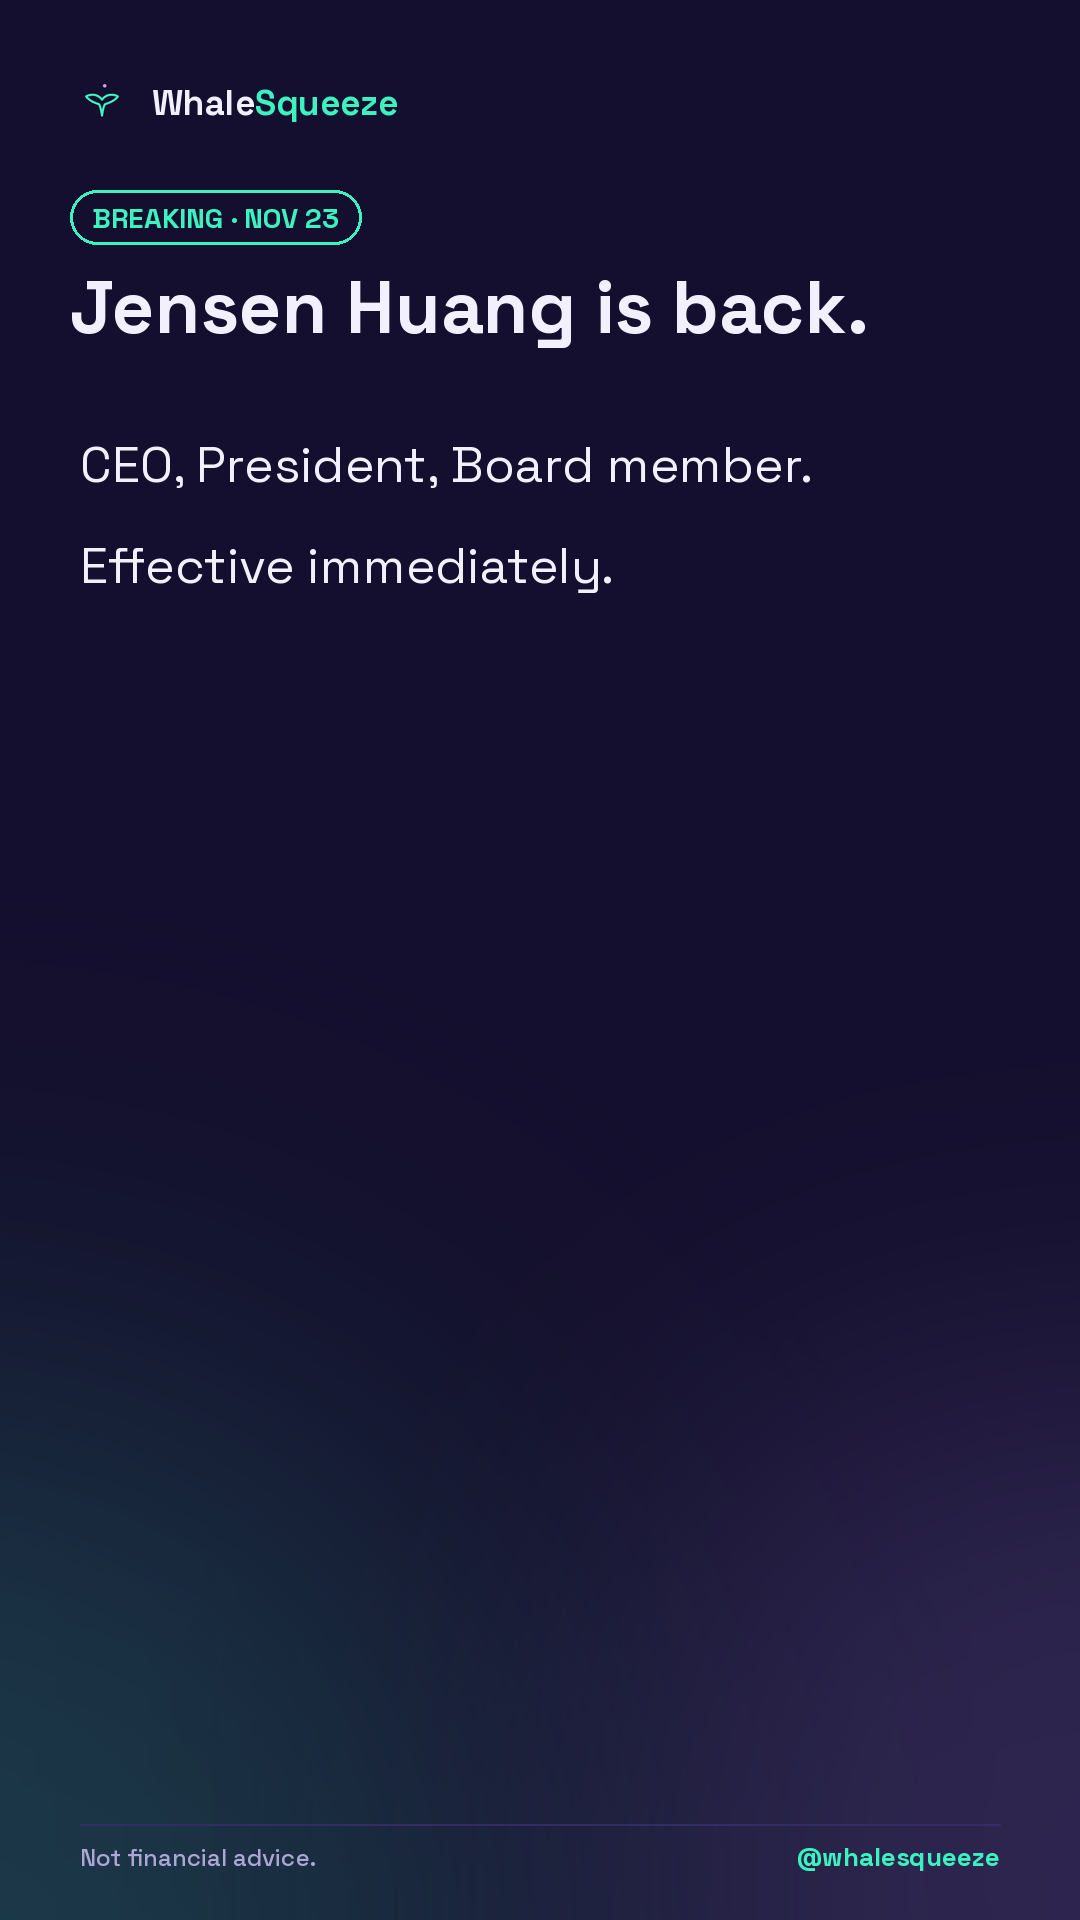 WhaleSqueeze
BREAKING · NOV 23
Jensen Huang is back.
CEO, President, Board member.
Effective immediately.
Not financial advice.
@whalesqueeze